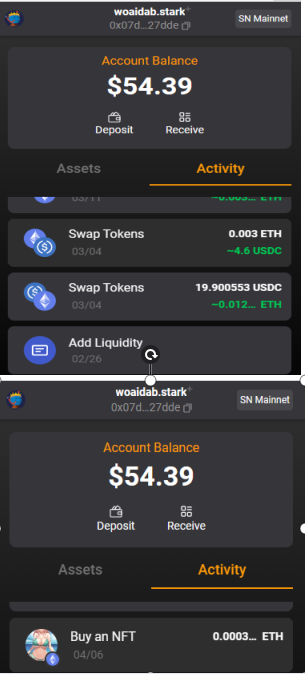 woaidab.stark
0x07d...27dde
SN Mainnet
Account Balance
$54.39
Deposit
Receive
Assets
Activity
03/11
~0.003... ETH
Swap Tokens
0.003 ETH
03/04
~4.6 USDC
Swap Tokens
19.900553 USDC
03/04
~0.012... ETH
Add Liquidity
02/26
woaidab.stark
0x07d...27dde
SN Mainnet
Account Balance
$54.39
Deposit
Receive
Assets
Activity
Buy an NFT
0.0003... ETH
04/06